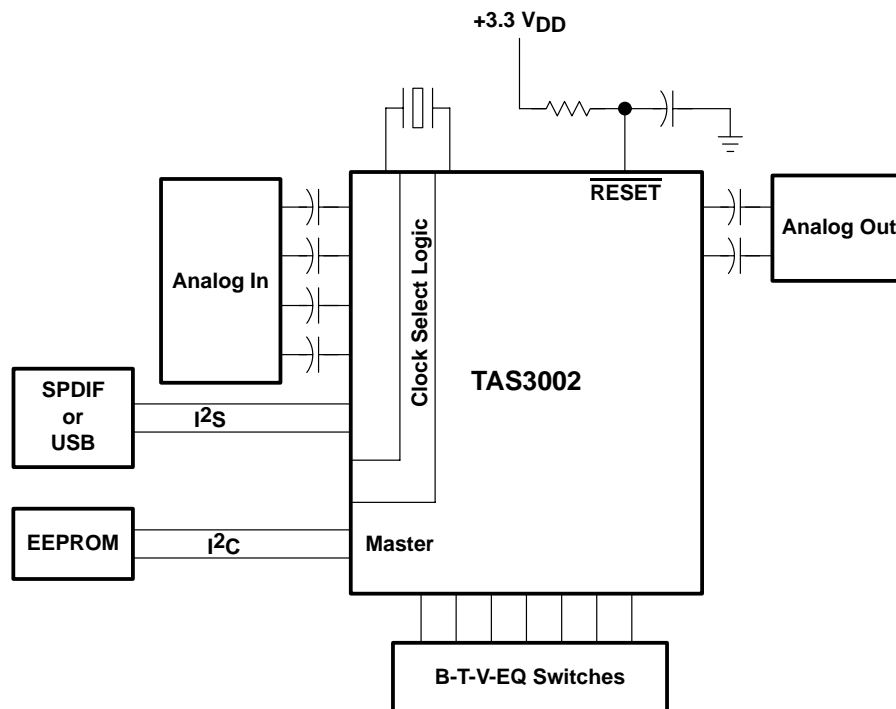 +3.3 VDD
RESET
Analog In
Clock Select Logic
Analog Out
TAS3002
SPDIF
or
USB
I2S
EEPROM
I2C
Master
B-T-V-EQ Switches